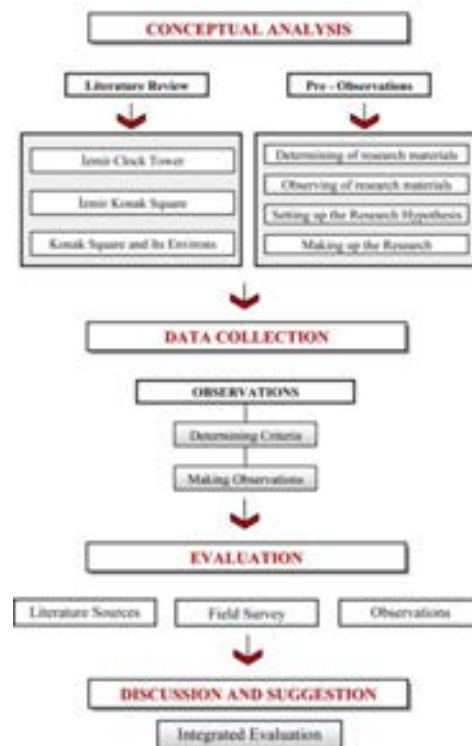 CONCEPTUAL ANALYSIS
Literature Review
Izmir Clock Tower
Izmir Konak Square
Konak Square and Its Environs
Pre - Observations
Determining of research materials
Observing of research materials
Setting up the Research Hypothesis
Making up the Research
DATA COLLECTION
OBSERVATIONS
Determining Criteria
Making Observations
EVALUATION
Literature Sources
Field Survey
Observations
DISCUSSION AND SUGGESTION
Integrated Evaluation